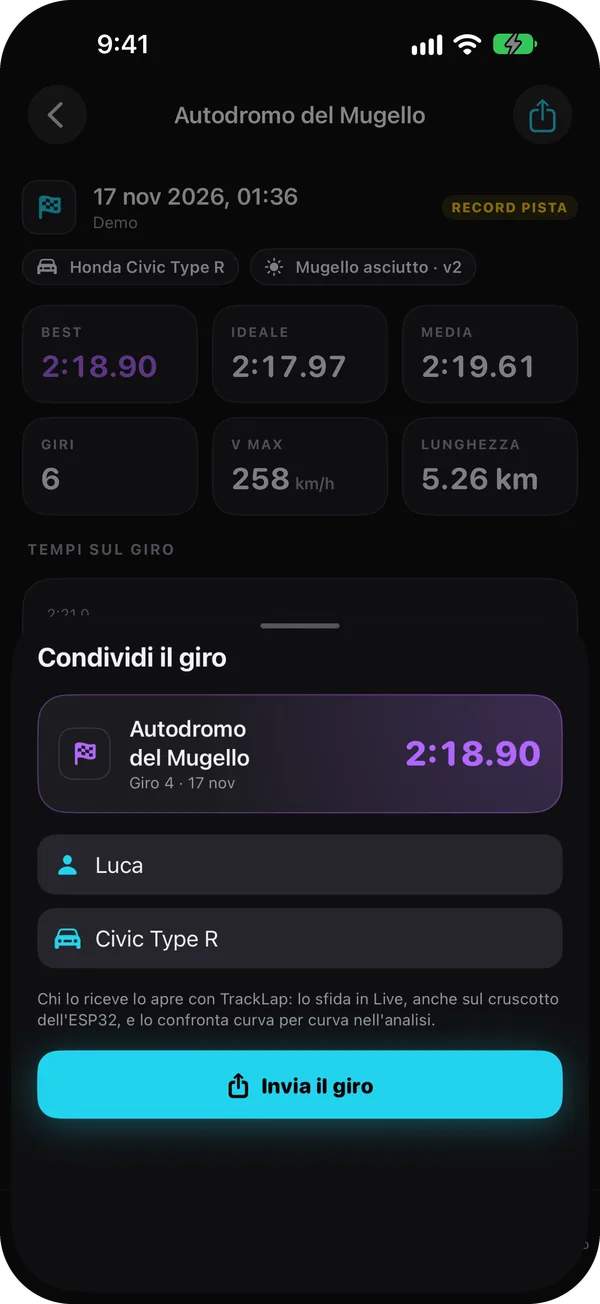 9:41
Autodromo del Mugello
17 nov 2026, 01:36
Demo
RECORD PISTA
Honda Civic Type R
Mugello asciutto · v2
BEST
2:18.90
IDEALE
2:17.97
MEDIA
2:19.61
GIRI
6
V MAX
258 km/h
LUNGHEZZA
5.26 km
TEMPI SUL GIRO
2:21.0
Condividi il giro
Autodromo
del Mugello
Giro 4 · 17 nov
2:18.90
Luca
Civic Type R
Chi lo riceve lo apre con TrackLap: lo sfida in Live, anche sul cruscotto
dell'ESP32, e lo confronta curva per curva nell'analisi.
Invia il giro